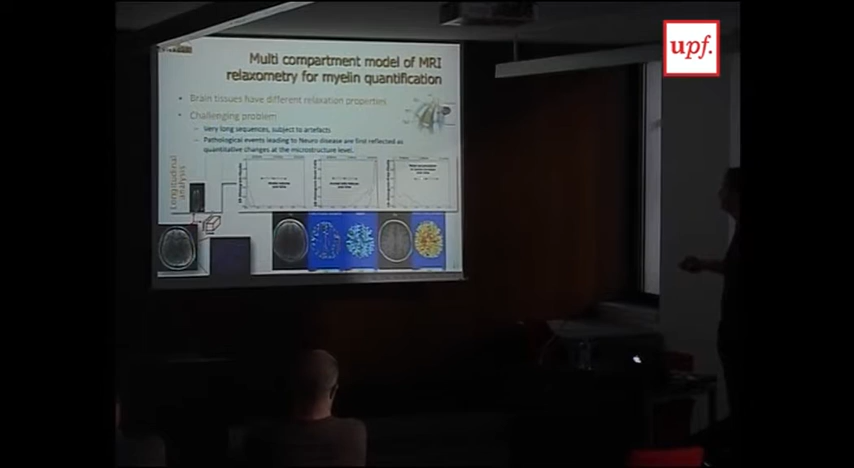 upf.
Multi compartment model of MRI
relaxometry for myelin quantification
• Brain tissues have different relaxation properties
• Challenging problem
– Very long sequences, subject to artefacts
– Pathological events leading to Neuro disease are first reflected as
quantitative changes at the microstructure level.
Longitudinal
analysis